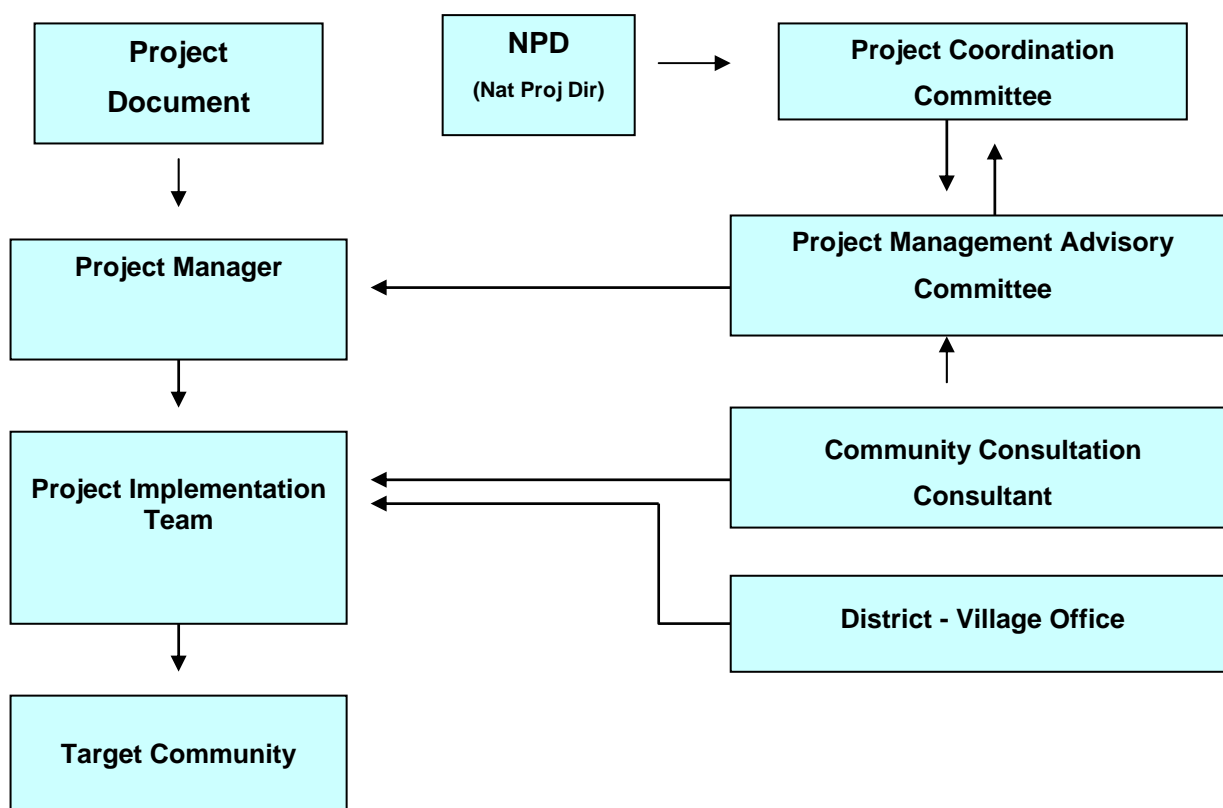 Project
Document
NPD
(Nat Proj Dir)
Project Coordination
Committee
Project Manager
Project Management Advisory
Committee
Project Implementation
Team
Community Consultation
Consultant
District - Village Office
Target Community